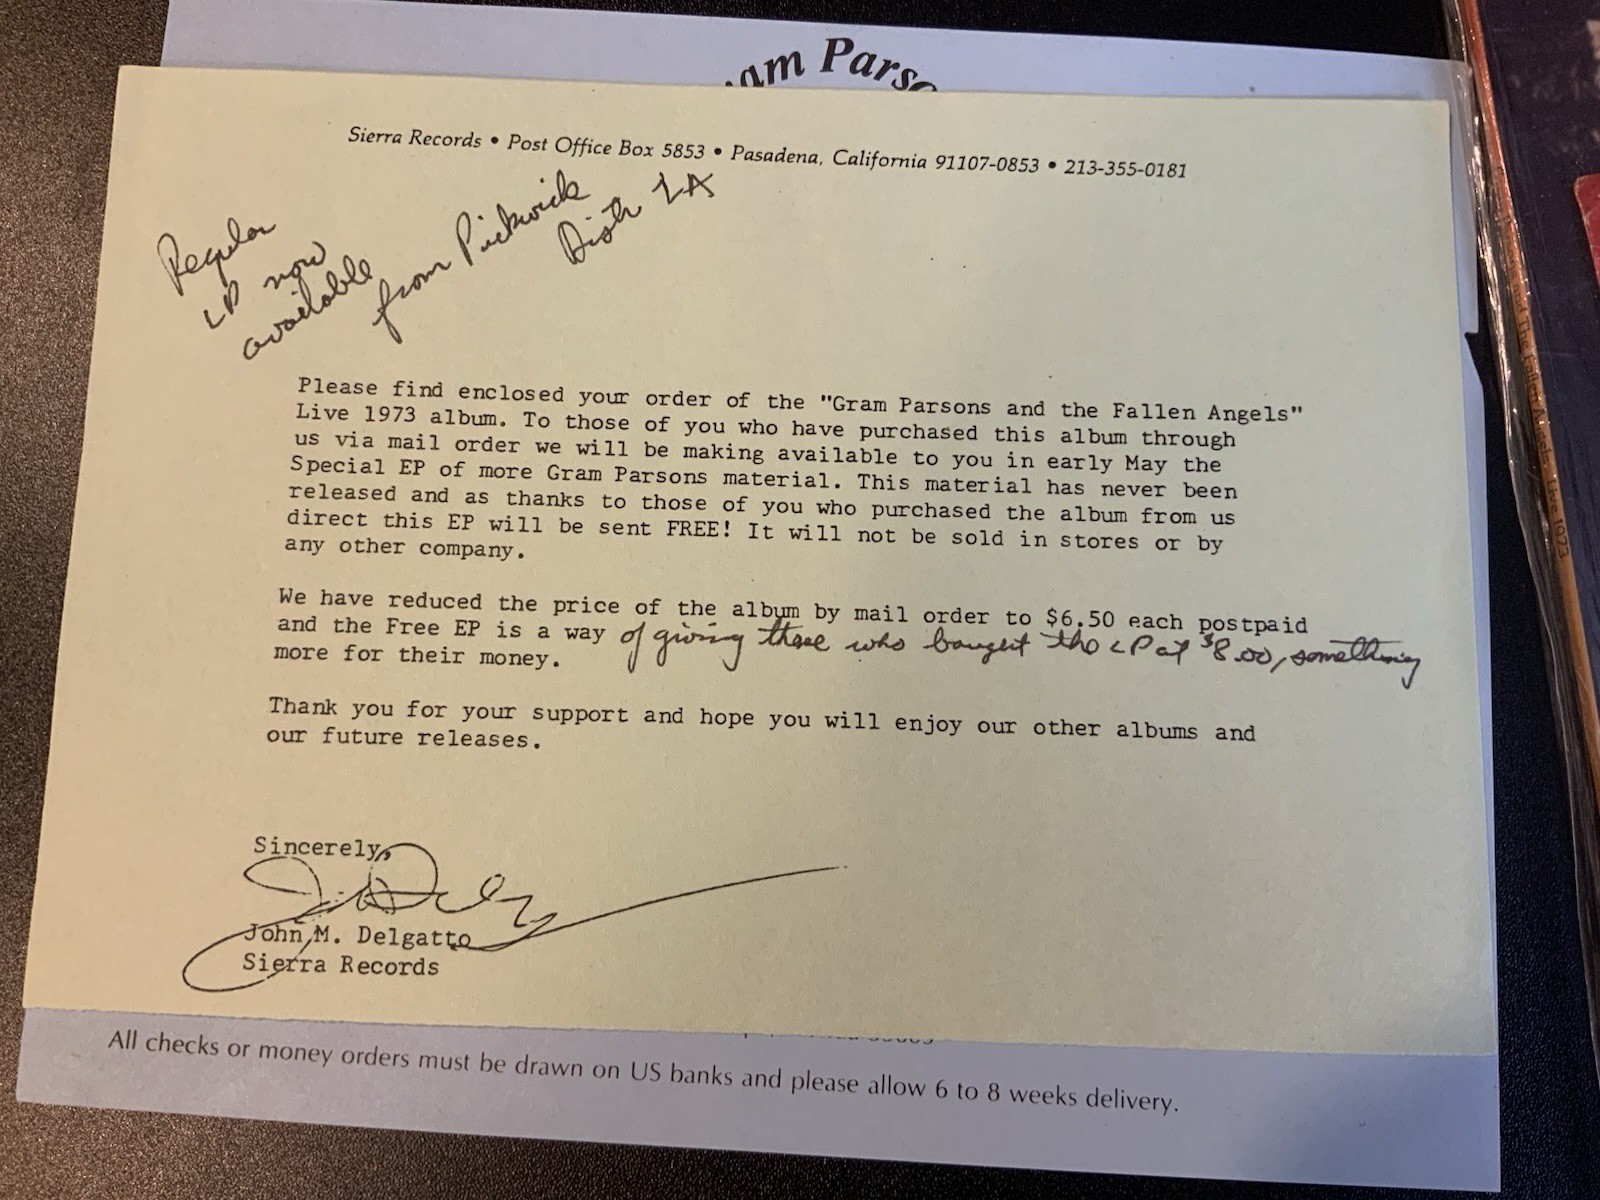 am Parso
Sierra Records • Post Office Box 5853 • Pasadena, California 91107-0853 • 213-355-0181
Regular
LP now
available
from Pickwick
Distr LA
Please find enclosed your order of the "Gram Parsons and the Fallen Angels"
Live 1973 album. To those of you who have purchased this album through
us via mail order we will be making available to you in early May the
Special EP of more Gram Parsons material. This material has never been
released and as thanks to those of you who purchased the album from us
direct this EP will be sent FREE! It will not be sold in stores or by
any other company.
We have reduced the price of the album by mail order to $6.50 each postpaid
and the Free EP is a way of giving those who bought the LP at $8.00, something
more for their money.
Thank you for your support and hope you will enjoy our other albums and
our future releases.
Sincerely,
John M. Delgatto
Sierra Records
All checks or money orders must be drawn on US banks and please allow 6 to 8 weeks delivery.
And The Fallen Angels Live 1973